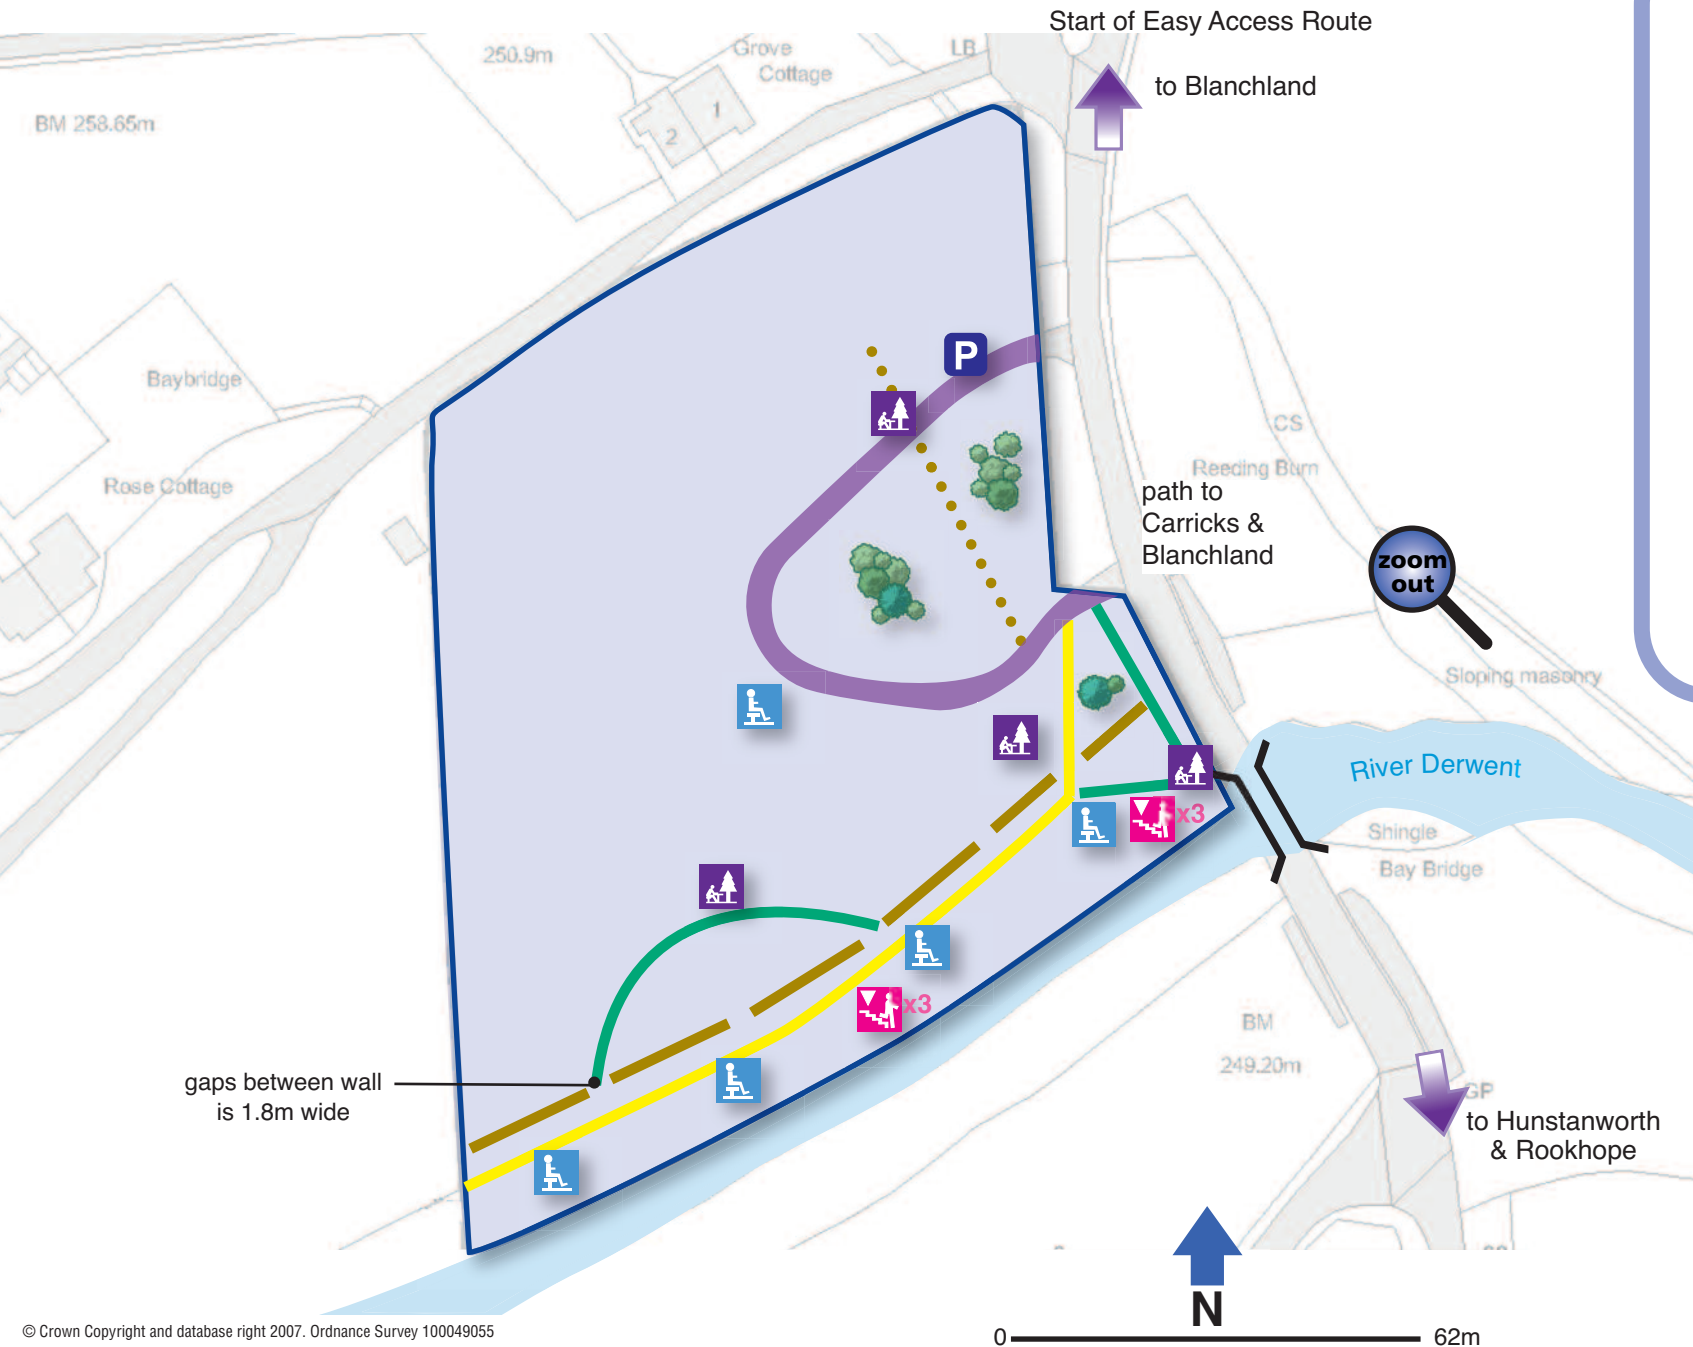 Start of Easy Access Route
to Blanchland
250.9m
Grove
Cottage
LB
1
2
BM 258.65m
P
Baybridge
Rose Cottage
CS
Reeding Burn
path to
Carricks &
Blanchland
zoom
out
Sloping masonry
River Derwent
Shingle
Bay Bridge
x3
x3
gaps between wall
is 1.8m wide
BM
249.20m
GP
to Hunstanworth
& Rookhope
N
0
62m
© Crown Copyright and database right 2007. Ordnance Survey 100049055